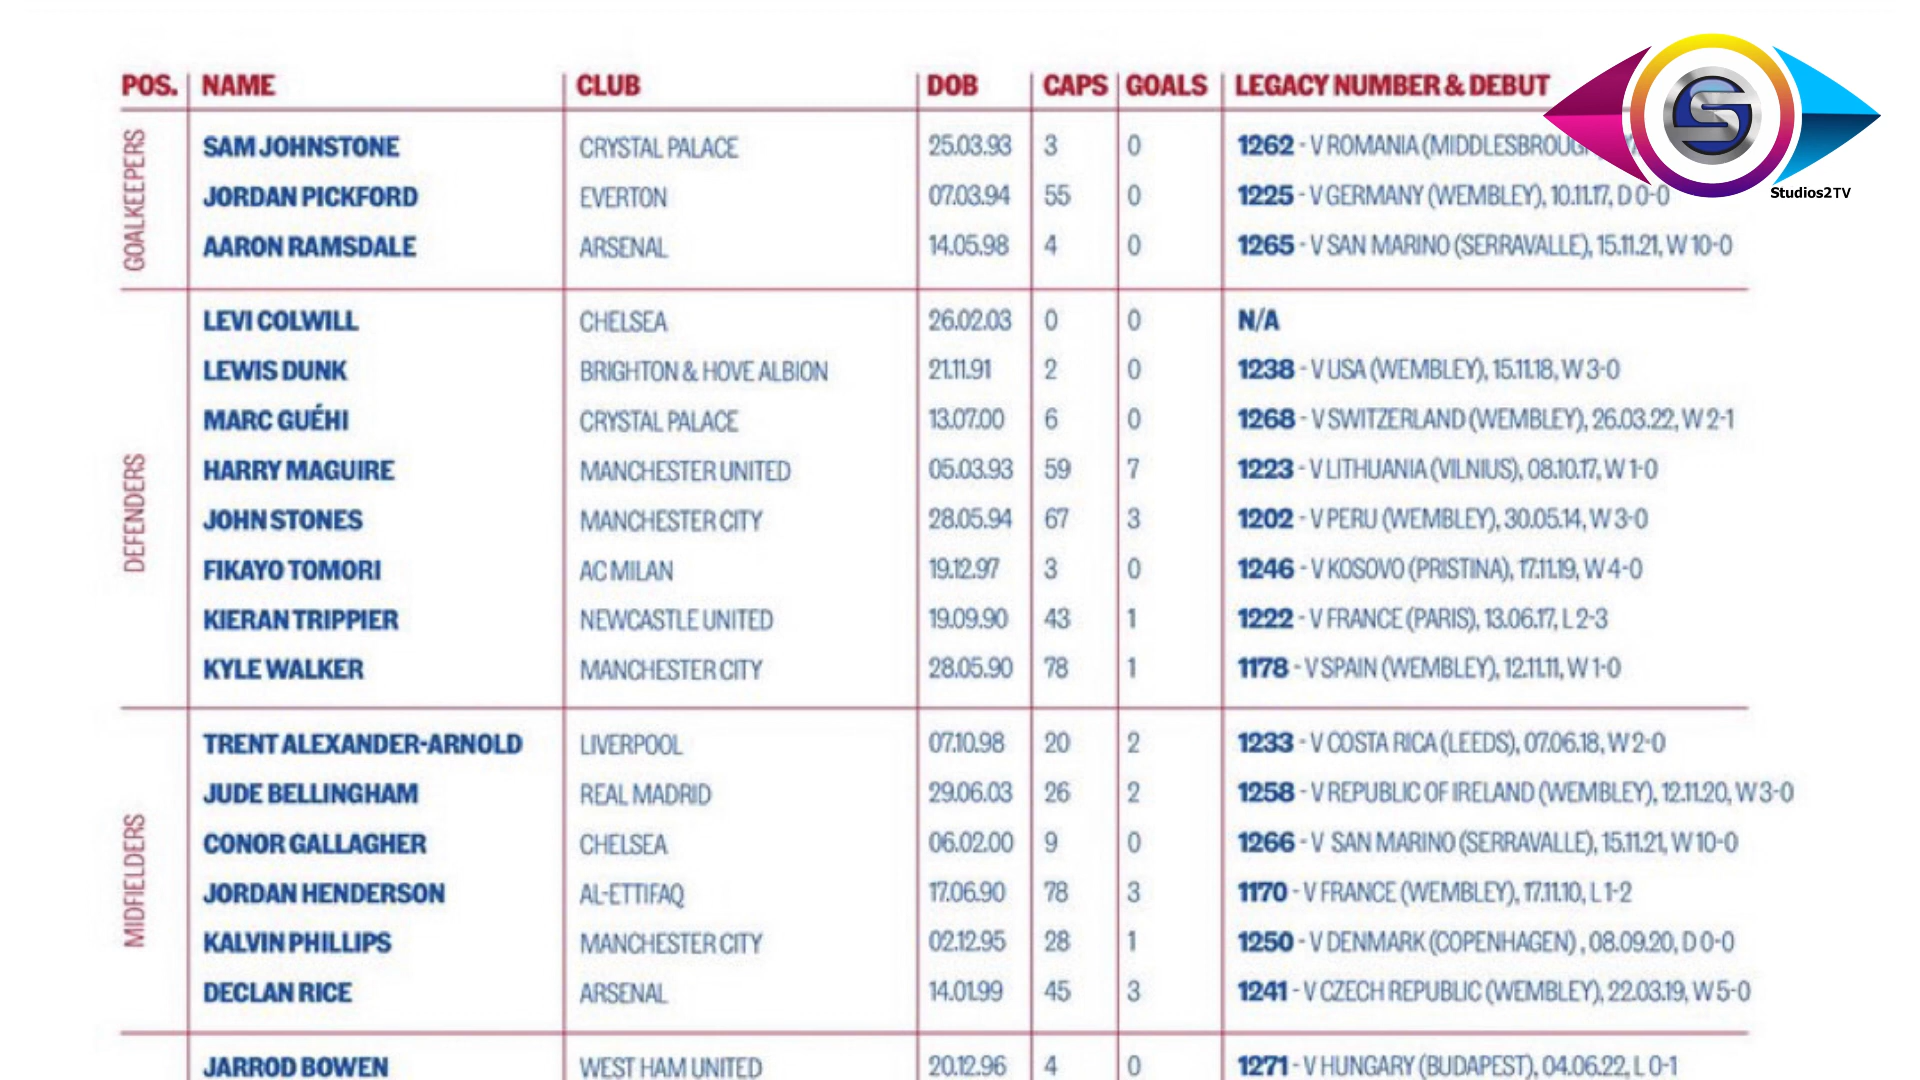 POS. NAME CLUB DOB CAPS GOALS LEGACY NUMBER & DEBUT
GOALKEEPERS
SAM JOHNSTONE CRYSTAL PALACE 25.03.93 3 0 1262 - V ROMANIA (MIDDLESBROUGH
JORDAN PICKFORD EVERTON 07.03.94 55 0 1225 - V GERMANY (WEMBLEY), 10.11.17, D 0-0
Studios2TV
AARON RAMSDALE ARSENAL 14.05.98 4 0 1265 - V SAN MARINO (SERRAVALLE), 15.11.21, W 10-0
DEFENDERS
LEVI COLWILL CHELSEA 26.02.03 0 0 N/A
LEWIS DUNK BRIGHTON & HOVE ALBION 21.11.91 2 0 1238 - V USA (WEMBLEY), 15.11.18, W 3-0
MARC GUÉHI CRYSTAL PALACE 13.07.00 6 0 1268 - V SWITZERLAND (WEMBLEY), 26.03.22, W 2-1
HARRY MAGUIRE MANCHESTER UNITED 05.03.93 59 7 1223 - V LITHUANIA (VILNIUS), 08.10.17, W 1-0
JOHN STONES MANCHESTER CITY 28.05.94 67 3 1202 - V PERU (WEMBLEY), 30.05.14, W 3-0
FIKAYO TOMORI AC MILAN 19.12.97 3 0 1246 - V KOSOVO (PRISTINA), 17.11.19, W 4-0
KIERAN TRIPPIER NEWCASTLE UNITED 19.09.90 43 1 1222 - V FRANCE (PARIS), 13.06.17, L 2-3
KYLE WALKER MANCHESTER CITY 28.05.90 78 1 1178 - V SPAIN (WEMBLEY), 12.11.11, W 1-0
MIDFIELDERS
TRENT ALEXANDER-ARNOLD LIVERPOOL 07.10.98 20 2 1233 - V COSTA RICA (LEEDS), 07.06.18, W 2-0
JUDE BELLINGHAM REAL MADRID 29.06.03 26 2 1258 - V REPUBLIC OF IRELAND (WEMBLEY), 12.11.20, W 3-0
CONOR GALLAGHER CHELSEA 06.02.00 9 0 1266 - V SAN MARINO (SERRAVALLE), 15.11.21, W 10-0
JORDAN HENDERSON AL-ETTIFAQ 17.06.90 78 3 1170 - V FRANCE (WEMBLEY), 17.11.10, L 1-2
KALVIN PHILLIPS MANCHESTER CITY 02.12.95 28 1 1250 - V DENMARK (COPENHAGEN) , 08.09.20, D 0-0
DECLAN RICE ARSENAL 14.01.99 45 3 1241 - V CZECH REPUBLIC (WEMBLEY), 22.03.19, W 5-0
JARROD BOWEN WEST HAM UNITED 20.12.96 4 0 1271 - V HUNGARY (BUDAPEST), 04.06.22, L 0-1